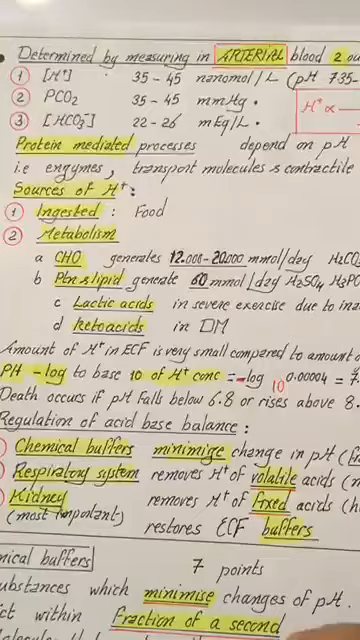 Determined by measuring in ARTERIAL blood 2 ou
① [H⁺] 35 - 45 nanomol/L (pH 7.35-
② PCO2 35 - 45 mmHg.
H⁺ ∝
③ [HCO3⁻] 22-26 mEq/L.
Protein mediated processes depend on pH
i.e enzymes, transport molecules & contractile
Sources of H⁺:
① Ingested : Food
② Metabolism
a CHO generates 12.000-20000 mmol/day H2CO
b Ptn & lipid generate 60 mmol/day H2SO4 H3P
c Lactic acids in severe exercise due to ina
d Ketoacids in DM
Amount of H⁺ in ECF is very small compared to amount o
PH -log to base 10 of H⁺ conc = -log 10 0.00004 = 7.
Death occurs if pH falls below 6.8 or rises above 8.
Regulation of acid base balance :
Chemical buffers minimize change in pH (
Respiratory system removes H⁺ of volatile acids (
Kidney removes H⁺ of fixed acids (
(most important) restores ECF buffers
mical buffers 7 points
ubstances which minimise changes of pH.
ct within fraction of a second